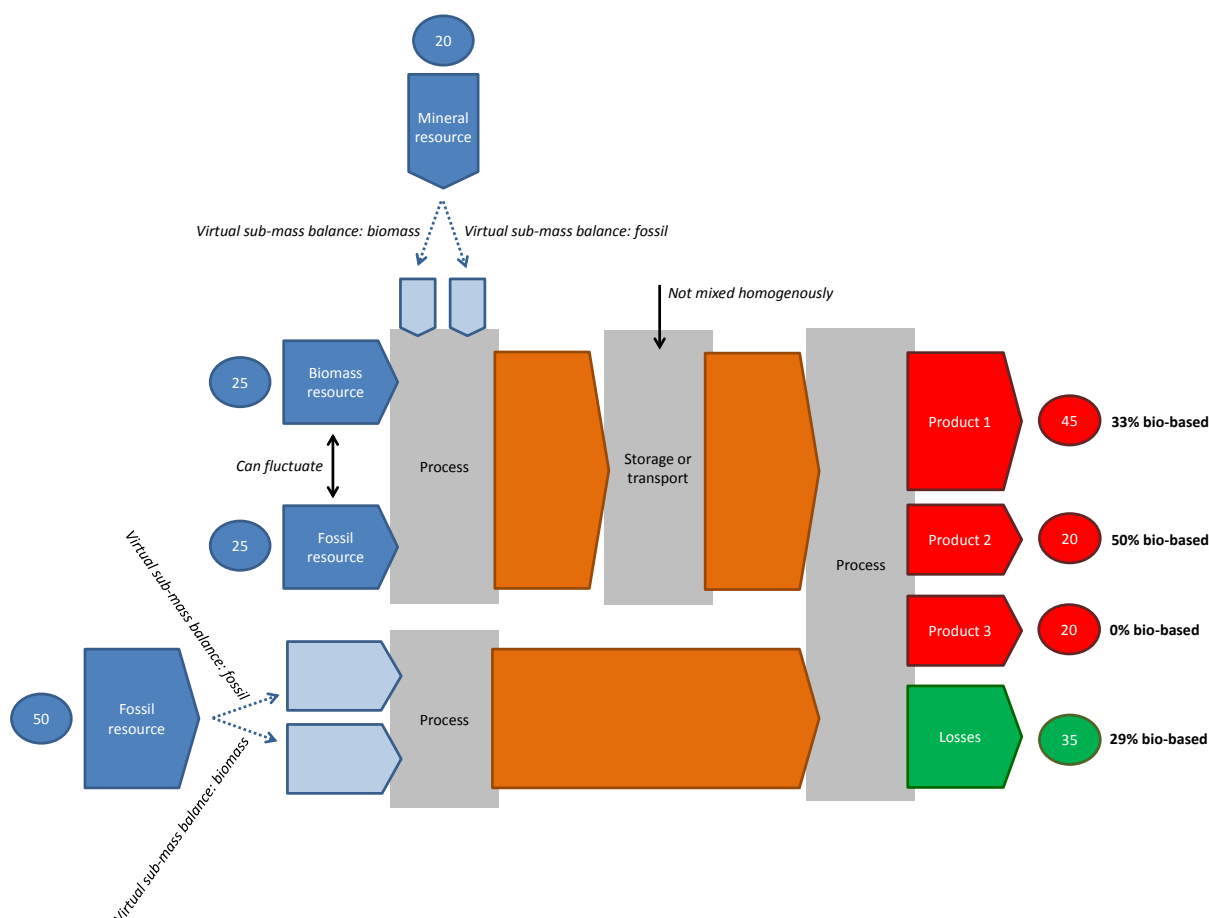 20
Mineral
resource
Virtual sub-mass balance: biomass
Virtual sub-mass balance: fossil
Not mixed homogenously
25
Biomass
resource
Can fluctuate
Process
Storage or
transport
Product 1
45
33% bio-based
25
Fossil
resource
Process
Product 2
20
50% bio-based
Product 3
20
0% bio-based
Virtual sub-mass balance: fossil
50
Fossil
resource
Virtual sub-mass balance: biomass
Process
Losses
35
29% bio-based